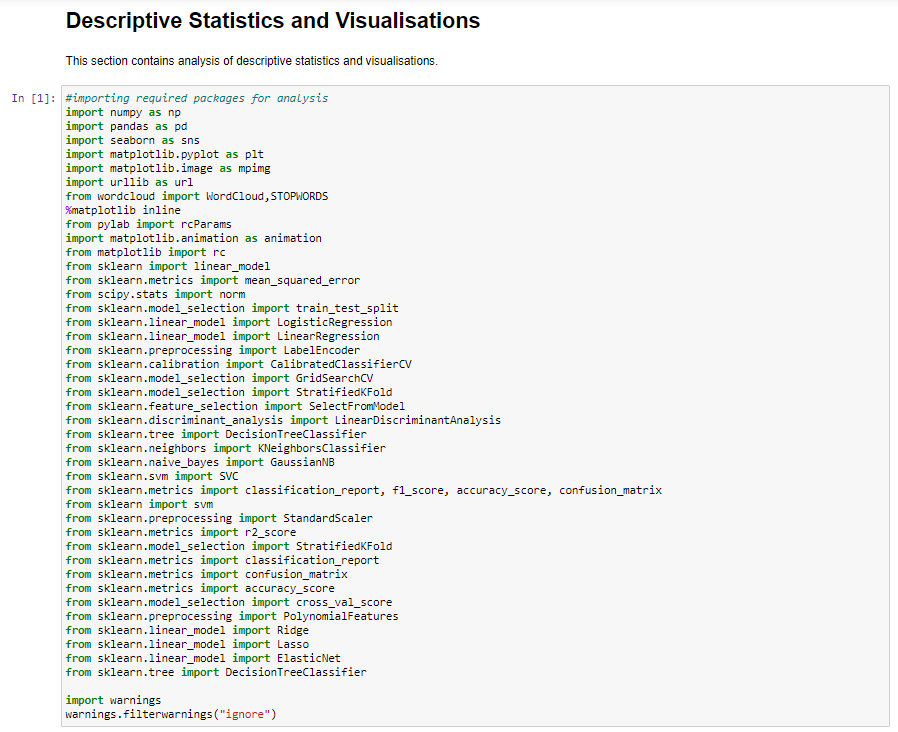 Descriptive Statistics and Visualisations
This section contains analysis of descriptive statistics and visualisations.
In [1]:
#importing required packages for analysis
import numpy as np
import pandas as pd
import seaborn as sns
import matplotlib.pyplot as plt
import matplotlib.image as mpimg
import urllib as url
from wordcloud import WordCloud,STOPWORDS
%matplotlib inline
from pylab import rcParams
import matplotlib.animation as animation
from matplotlib import rc
from sklearn import linear_model
from sklearn.metrics import mean_squared_error
from scipy.stats import norm
from sklearn.model_selection import train_test_split
from sklearn.linear_model import LogisticRegression
from sklearn.linear_model import LinearRegression
from sklearn.preprocessing import LabelEncoder
from sklearn.calibration import CalibratedClassifierCV
from sklearn.model_selection import GridSearchCV
from sklearn.model_selection import StratifiedKFold
from sklearn.feature_selection import SelectFromModel
from sklearn.discriminant_analysis import LinearDiscriminantAnalysis
from sklearn.tree import DecisionTreeClassifier
from sklearn.neighbors import KNeighborsClassifier
from sklearn.naive_bayes import GaussianNB
from sklearn.svm import SVC
from sklearn.metrics import classification_report, f1_score, accuracy_score, confusion_matrix
from sklearn import svm
from sklearn.preprocessing import StandardScaler
from sklearn.metrics import r2_score
from sklearn.model_selection import StratifiedKFold
from sklearn.metrics import classification_report
from sklearn.metrics import confusion_matrix
from sklearn.metrics import accuracy_score
from sklearn.model_selection import cross_val_score
from sklearn.preprocessing import PolynomialFeatures
from sklearn.linear_model import Ridge
from sklearn.linear_model import Lasso
from sklearn.linear_model import ElasticNet
from sklearn.tree import DecisionTreeClassifier
import warnings
warnings.filterwarnings("ignore")